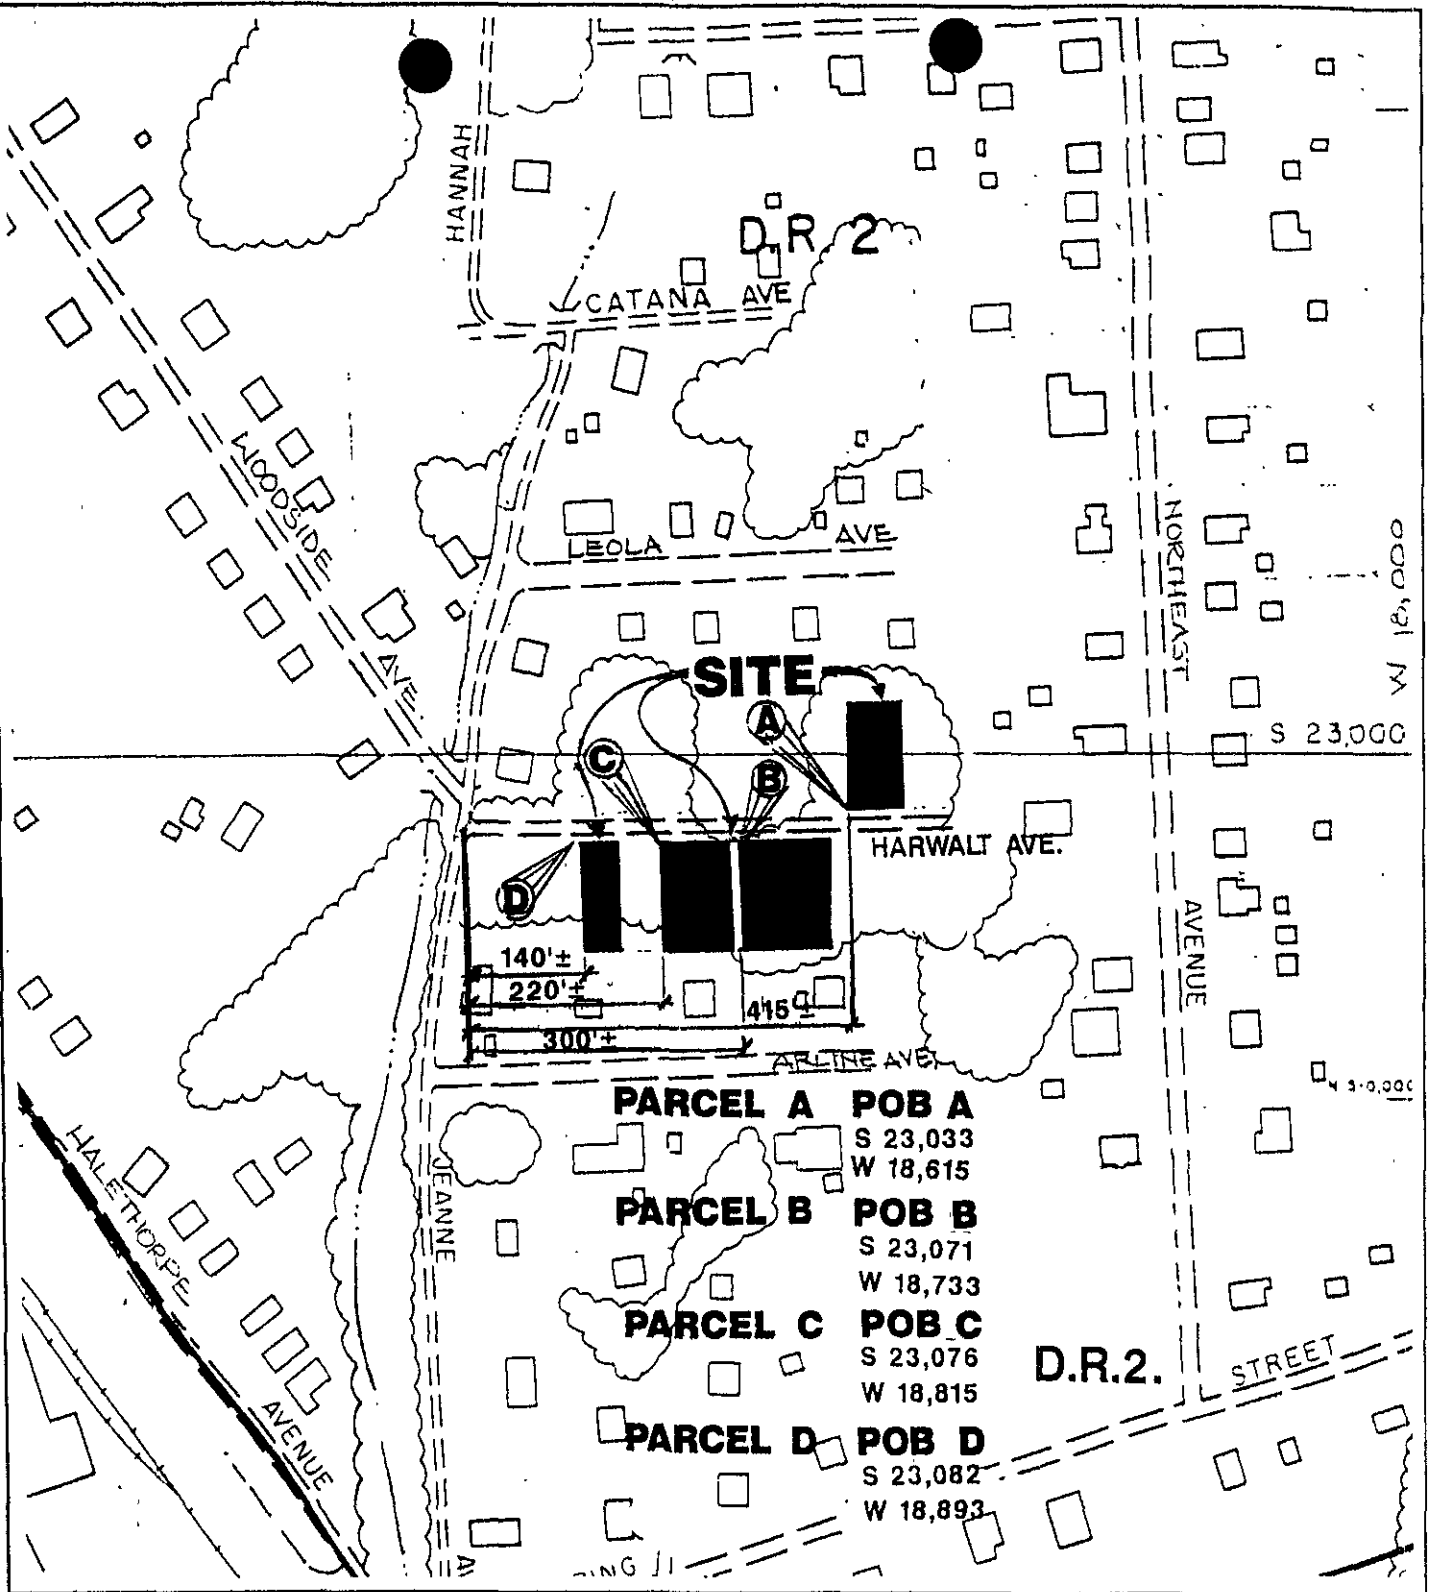 HANNAH
D.R.2
CATANA AVE
WOODSIDE
AVE.
LEOLA AVE
NORTHEAST
W 18,000
SITE
A
S 23,000
C
B
HARWALT AVE.
D
AVENUE
140'±
220'±
415'±
300'±
ARLINE AVE
PARCEL A POB A
S 23,033
W 18,615
HALETHORPE
JEANNE
PARCEL B POB B
S 23,071
W 18,733
PARCEL C POB C
S 23,076
W 18,815
D.R.2.
STREET
AVENUE
PARCEL D POB D
S 23,082
W 18,893